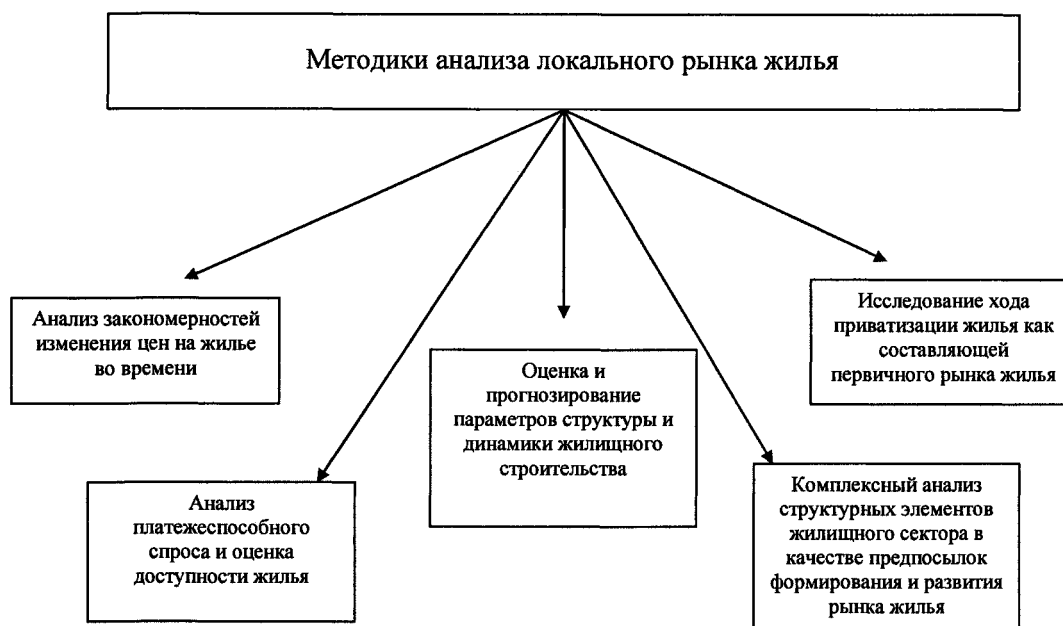 Методики анализа локального рынка жилья
Анализ закономерностей
изменения цен на жилье
во времени
Исследование хода
приватизации жилья как
составляющей
первичного рынка жилья
Оценка и
прогнозирование
параметров структуры и
динамики жилищного
строительства
Анализ
платежеспособного
спроса и оценка
доступности жилья
Комплексный анализ
структурных элементов
жилищного сектора в
качестве предпосылок
формирования и развития
рынка жилья